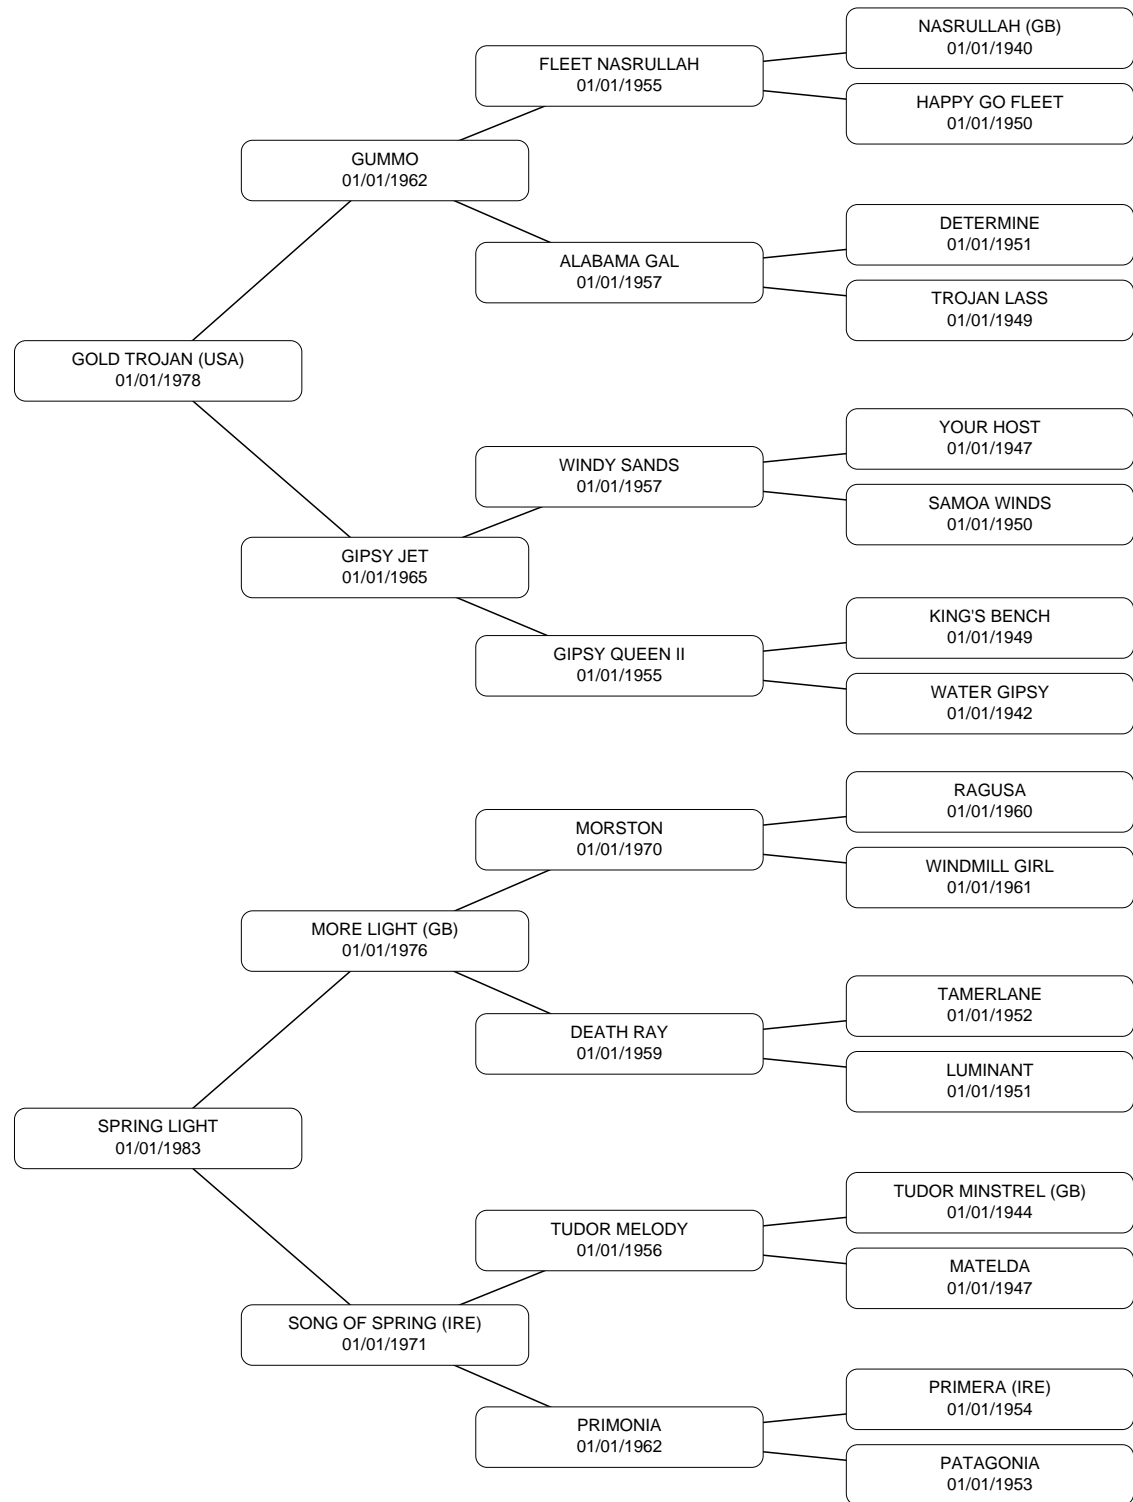 NASRULLAH (GB)
01/01/1940
FLEET NASRULLAH
01/01/1955
HAPPY GO FLEET
01/01/1950
GUMMO
01/01/1962
DETERMINE
01/01/1951
ALABAMA GAL
01/01/1957
TROJAN LASS
01/01/1949
GOLD TROJAN (USA)
01/01/1978
YOUR HOST
01/01/1947
WINDY SANDS
01/01/1957
SAMOA WINDS
01/01/1950
GIPSY JET
01/01/1965
KING'S BENCH
01/01/1949
GIPSY QUEEN II
01/01/1955
WATER GIPSY
01/01/1942
RAGUSA
01/01/1960
MORSTON
01/01/1970
WINDMILL GIRL
01/01/1961
MORE LIGHT (GB)
01/01/1976
TAMERLANE
01/01/1952
DEATH RAY
01/01/1959
LUMINANT
01/01/1951
SPRING LIGHT
01/01/1983
TUDOR MINSTREL (GB)
01/01/1944
TUDOR MELODY
01/01/1956
MATELDA
01/01/1947
SONG OF SPRING (IRE)
01/01/1971
PRIMERA (IRE)
01/01/1954
PRIMONIA
01/01/1962
PATAGONIA
01/01/1953